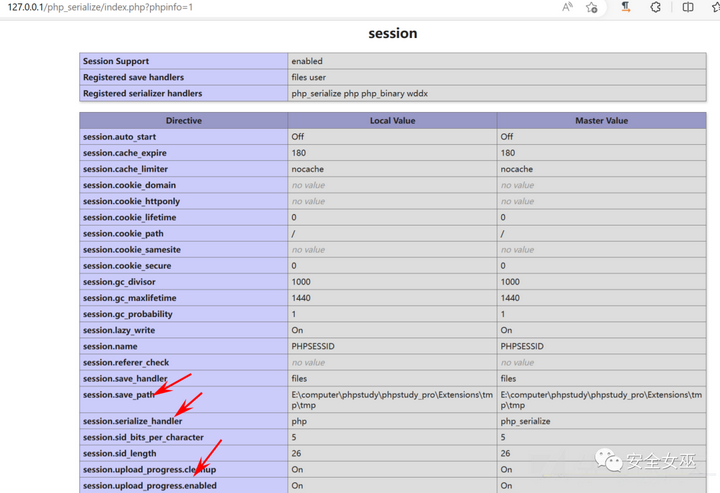 127.0.0.1/php_serialize/index.php?phpinfo=1
session
Session Support enabled
Registered save handlers files user
Registered serializer handlers php_serialize php php_binary wddx
Directive Local Value Master Value
session.auto_start Off Off
session.cache_expire 180 180
session.cache_limiter nocache nocache
session.cookie_domain no value no value
session.cookie_httponly no value no value
session.cookie_lifetime 0 0
session.cookie_path / /
session.cookie_samesite no value no value
session.cookie_secure 0 0
session.gc_divisor 1000 1000
session.gc_maxlifetime 1440 1440
session.gc_probability 1 1
session.lazy_write On On
session.name PHPSESSID PHPSESSID
session.referer_check no value no value
session.save_handler files files
session.save_path E:\computer\phpstudy\phpstudy_pro\Extensions\tm E:\computer\phpstudy\phpstudy_pro\Extensions\tm
p\tmp p\tmp
session.serialize_handler php php_serialize
session.sid_bits_per_character 5 5
session.sid_length 26 26
session.upload_progress.cleanup On On
session.upload_progress.enabled On On
安全女巫